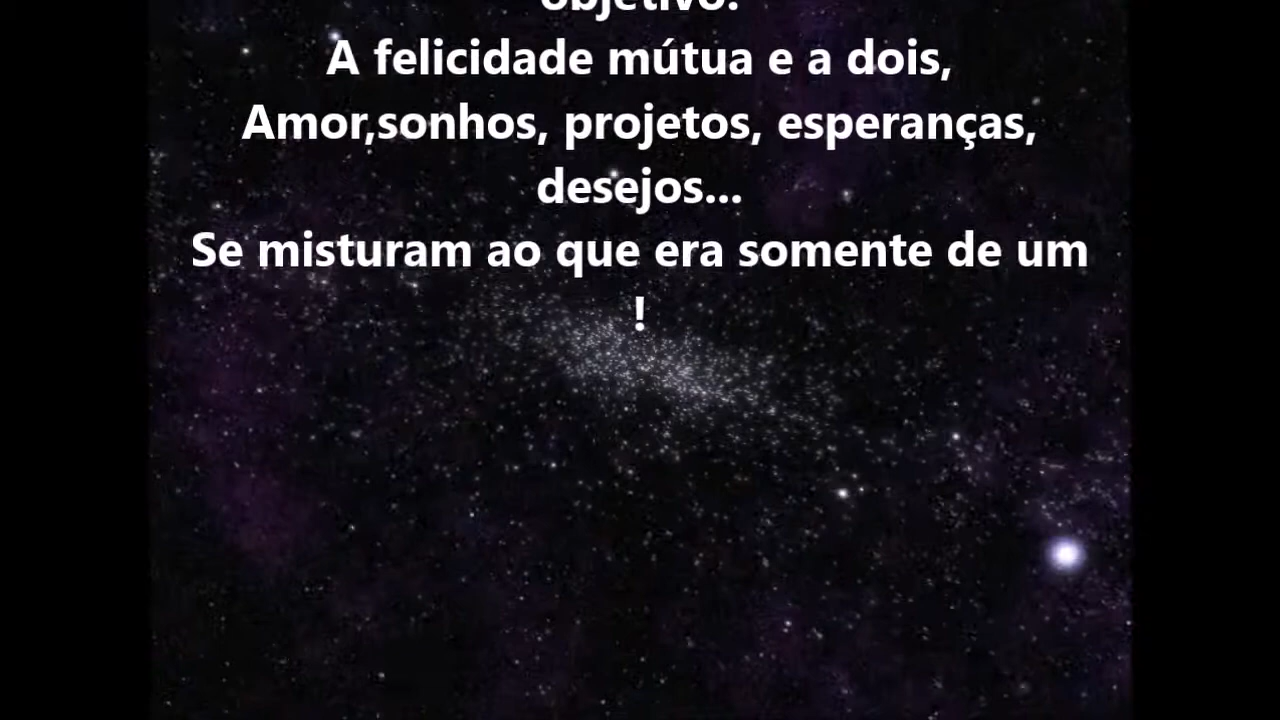 objetivo.
A felicidade mútua e a dois,
Amor,sonhos, projetos, esperanças,
desejos...
Se misturam ao que era somente de um
!